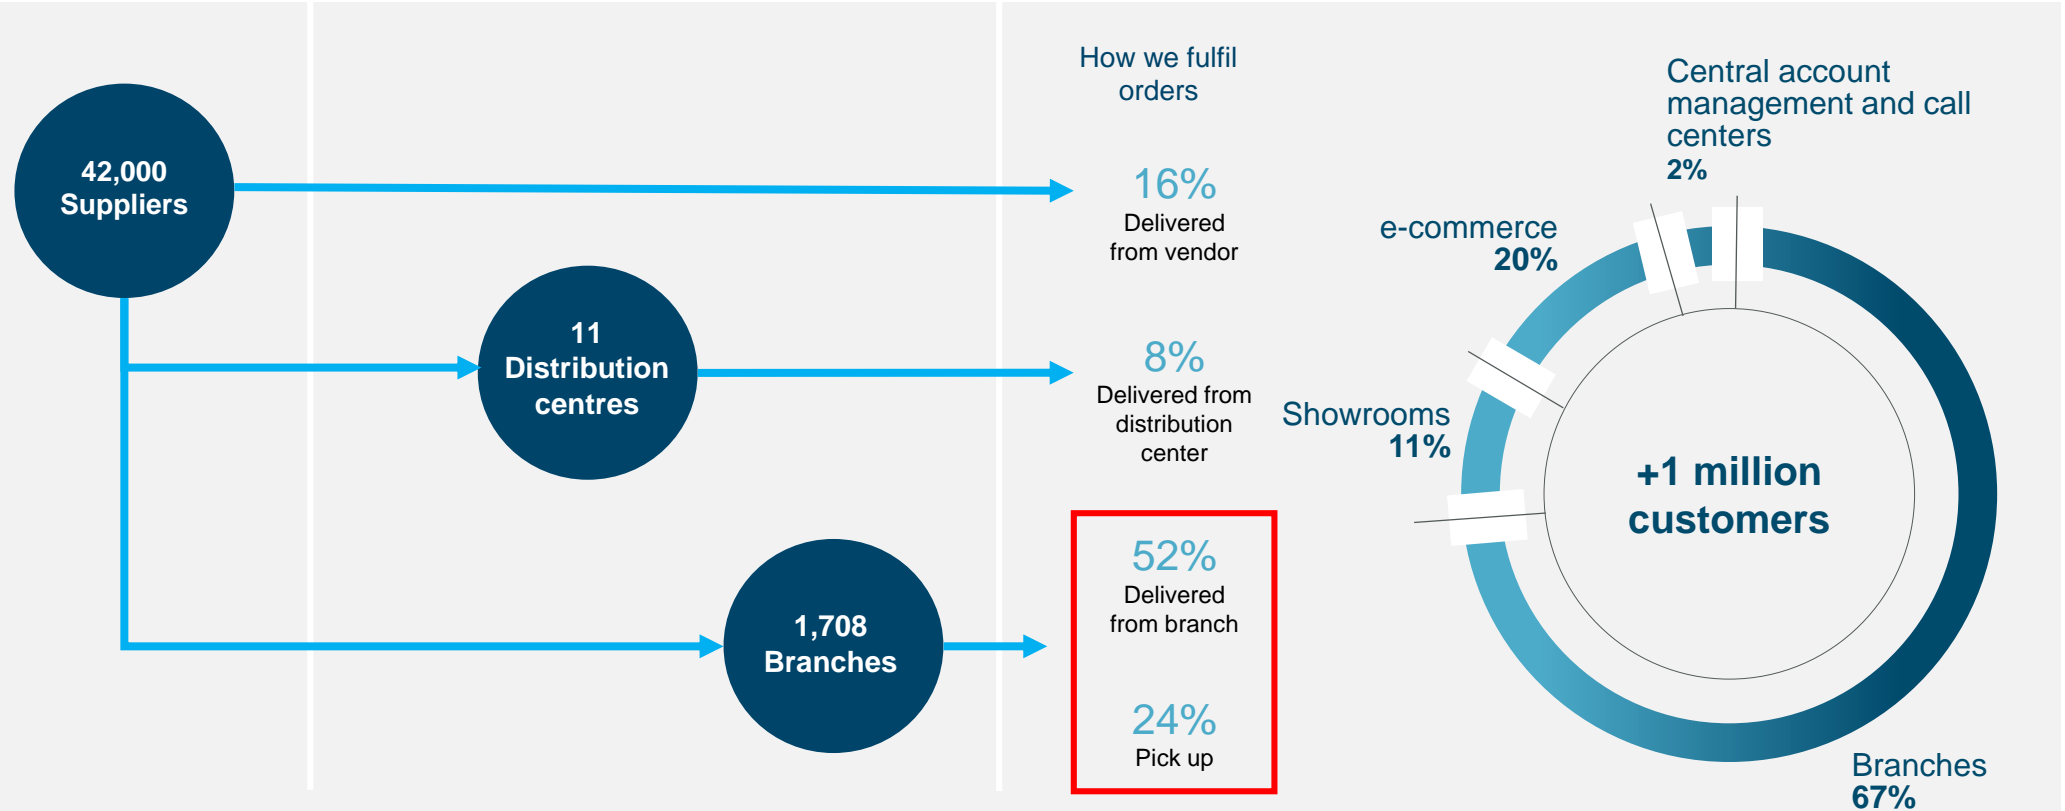 42,000
Suppliers
11
Distribution
centres
1,708
Branches
How we fulfil
orders
16%
Delivered
from vendor
8%
Delivered from
distribution
center
52%
Delivered
from branch
24%
Pick up
Central account
management and call
centers
2%
e-commerce
20%
Showrooms
11%
+1 million
customers
Branches
67%